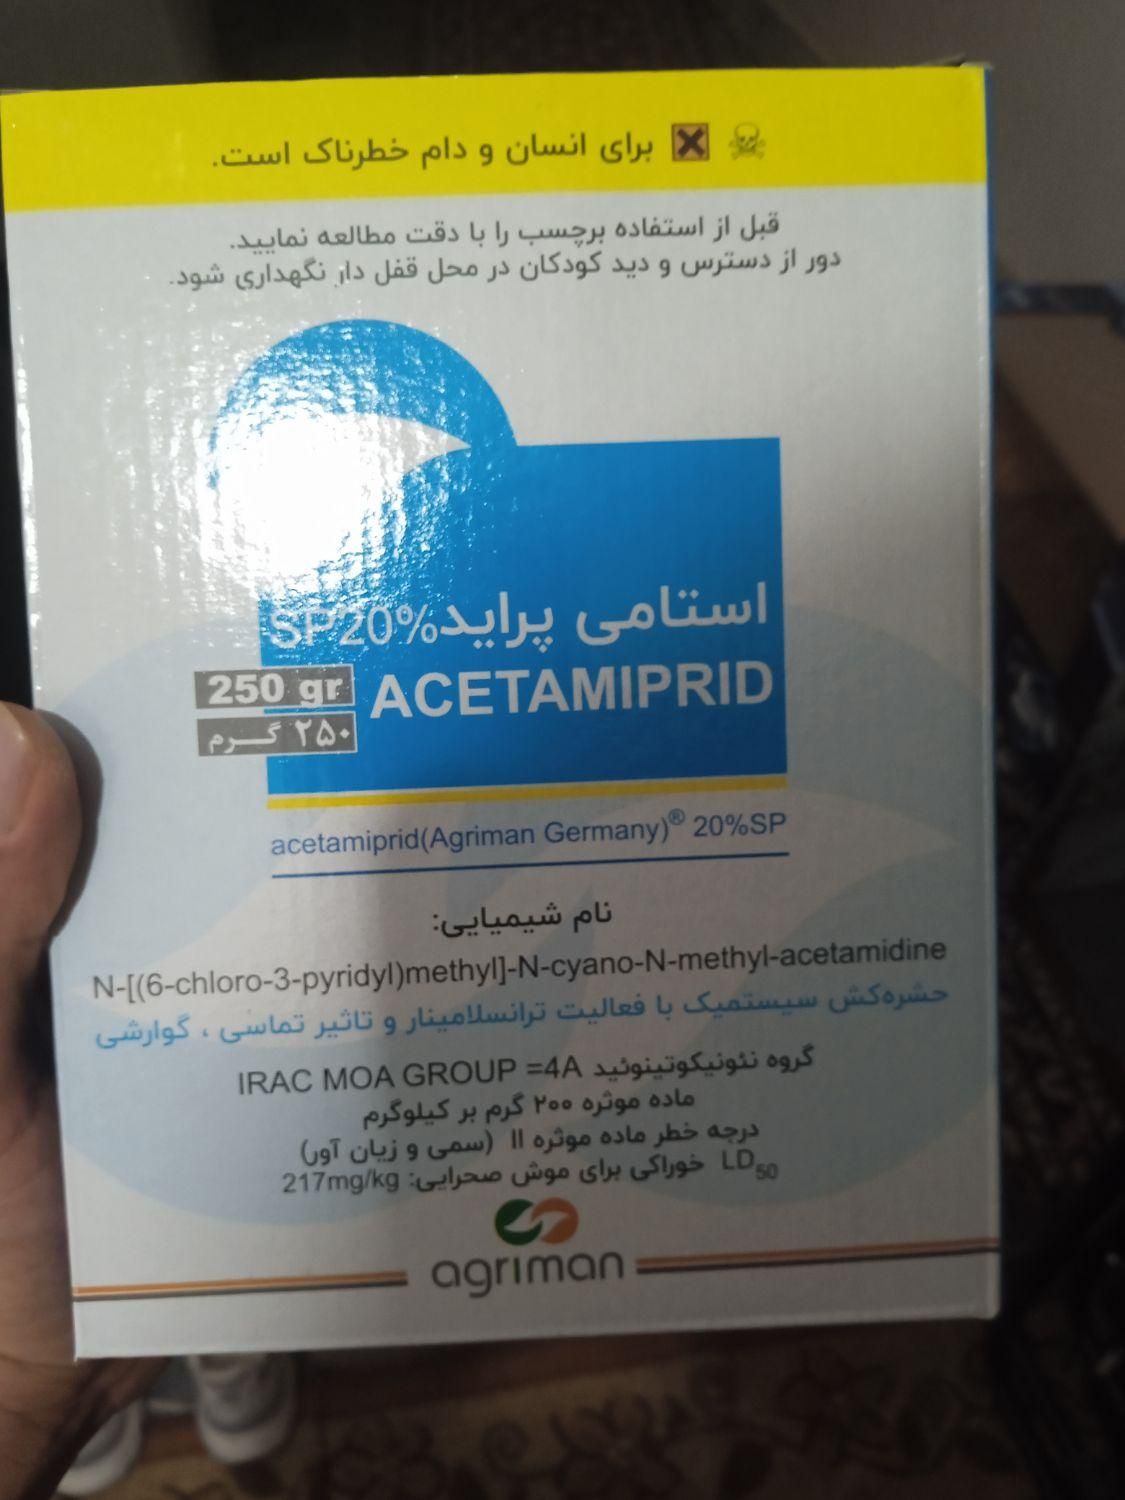 برای انسان و دام خطرناک است.
قبل از استفاده برچسب را با دقت مطالعه نمایید.
دور از دسترس و دید کودکان در محل قفل دار نگهداری شود.
استامی پراید SP20%
ACETAMIPRID
250 gr
۲۵۰ گرم
acetamiprid(Agriman Germany)® 20%SP
نام شیمیایی:
N-[(6-chloro-3-pyridyl)methyl]-N-cyano-N-methyl-acetamidine
حشره‌کش سیستمیک با فعالیت ترانسلامینار و تاثیر تماسی ، گوارشی
گروه نئونیکوتینوئید IRAC MOA GROUP =4A
ماده موثره ۲۰۰ گرم بر کیلوگرم
درجه خطر ماده موثره II (سمی و زیان آور)
LD50 خوراکی برای موش صحرایی: 217mg/kg
agriman